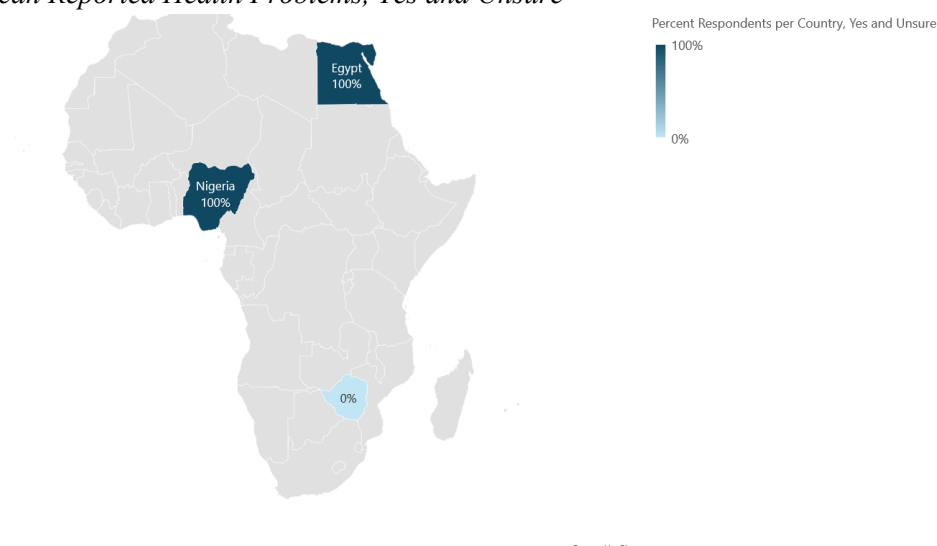 Reported Health Problems, Yes and Unsure
Percent Respondents per Country, Yes and Unsure
100%
0%
Egypt
100%
Nigeria
100%
0%